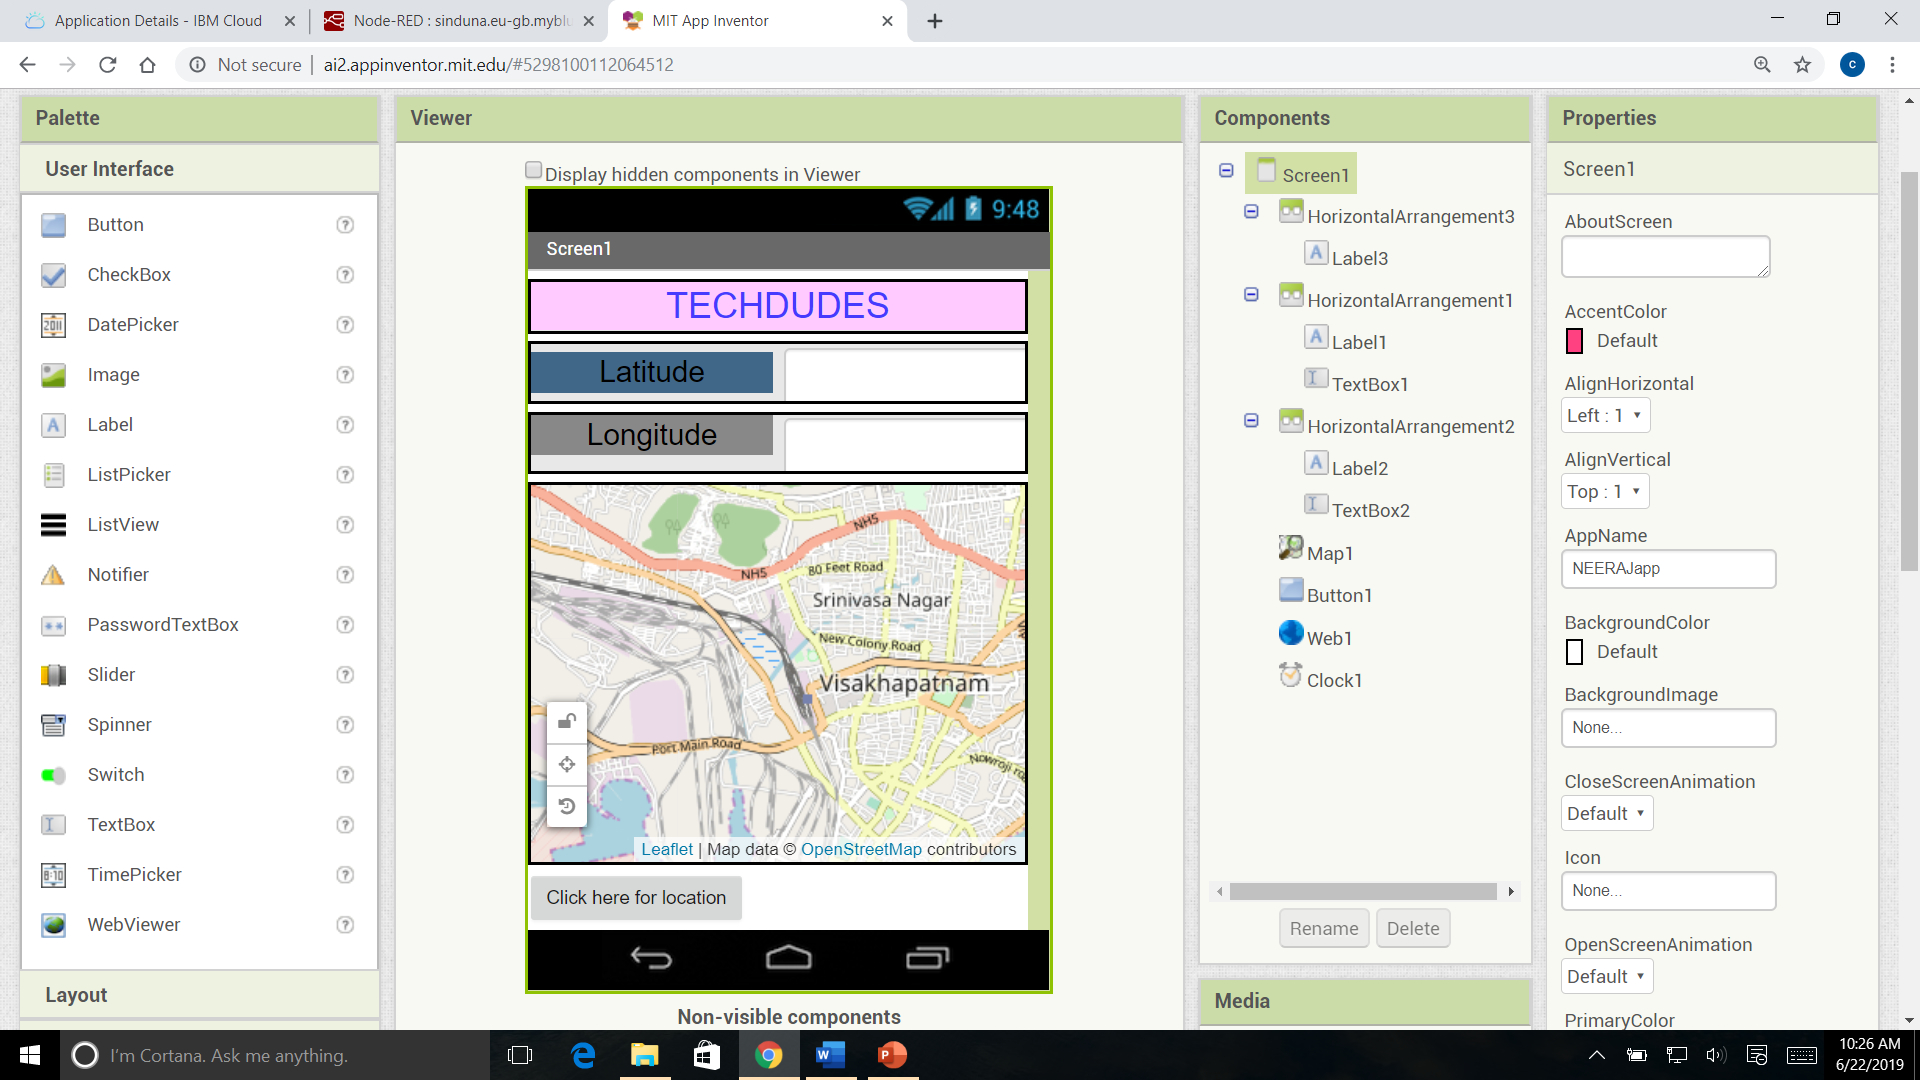 Application Details - IBM Cloud
Node-RED : sinduna.eu-gb.myblu
MIT App Inventor
Not secure | ai2.appinventor.mit.edu/#5298100112064512
C
Palette
User Interface
Button
CheckBox
DatePicker
Image
Label
ListPicker
ListView
Notifier
PasswordTextBox
Slider
Spinner
Switch
TextBox
TimePicker
WebViewer
Layout
Viewer
Display hidden components in Viewer
9:48
Screen1
TECHDUDES
Latitude
Longitude
NH5
NH5
80 Feet Road
Srinivasa Nagar
New Colony Road
Visakhapatnam
Port Main Road
Nowroji ro
Leaflet | Map data © OpenStreetMap contributors
Click here for location
Non-visible components
Components
Screen1
HorizontalArrangement3
Label3
HorizontalArrangement1
Label1
TextBox1
HorizontalArrangement2
Label2
TextBox2
Map1
Button1
Web1
Clock1
Rename
Delete
Media
Properties
Screen1
AboutScreen
AccentColor
Default
AlignHorizontal
Left : 1
AlignVertical
Top : 1
AppName
NEERAJapp
BackgroundColor
Default
BackgroundImage
None...
CloseScreenAnimation
Default
Icon
None...
OpenScreenAnimation
Default
PrimaryColor
I'm Cortana. Ask me anything.
10:26 AM
6/22/2019